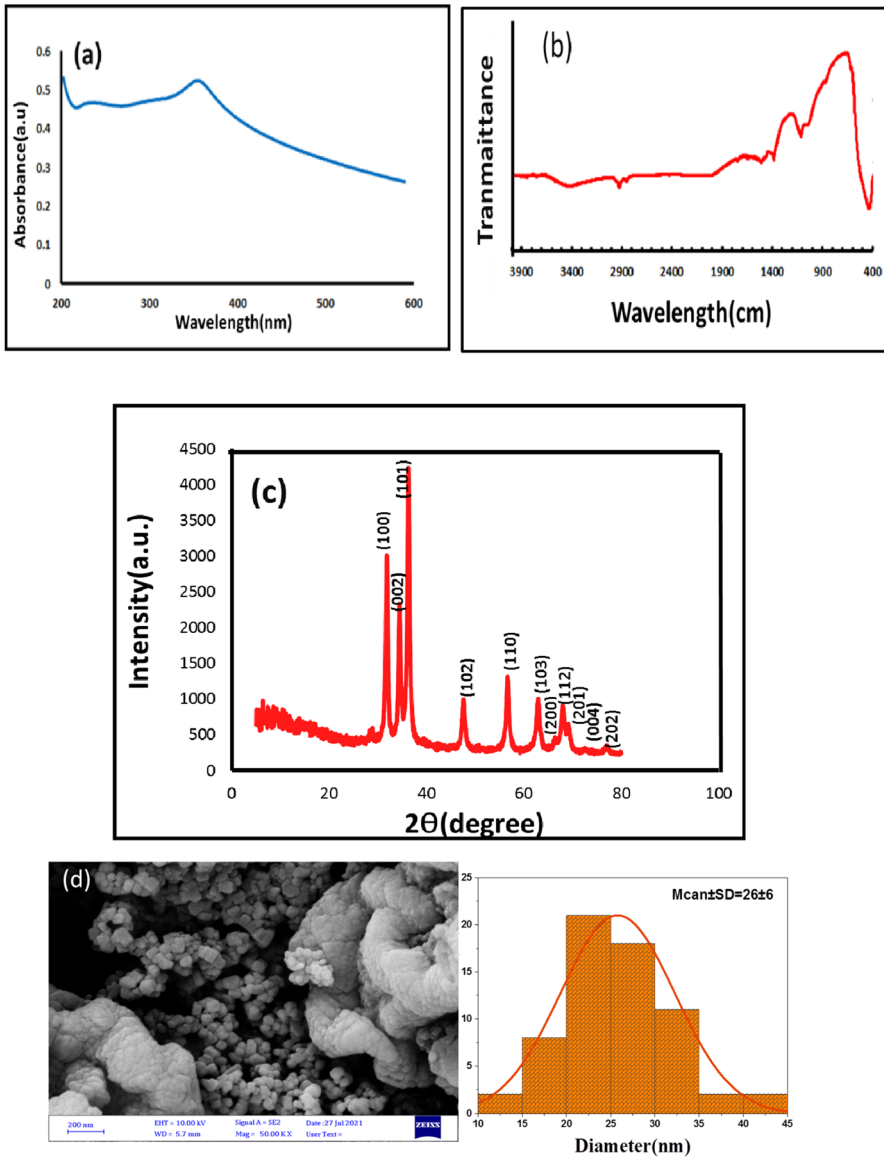 (a)
0.6
0.5
0.4
0.3
0.2
0.1
0
Absorbance(a.u)
200 300 400 500 600
Wavelength(nm)
(b)
Tranmaittance
3900 3400 2900 2400 1900 1400 900 400
Wavelength(cm)
(c)
4500
4000
3500
3000
2500
2000
1500
1000
500
0
Intensity(a.u.)
(100)
(002)
(101)
(102)
(110)
(103)
(200)
(112)
(201)
(004)
(202)
0 20 40 60 80 100
2Θ(degree)
(d)
200 nm
EHT = 10.00 kV Signal A = SE2 Date :27 Jul 2021
WD = 5.7 mm Mag = 50.00 K X User Text =
ZEISS
25
20
15
10
5
0
Mcan±SD=26±6
10 15 20 25 30 35 40 45
Diameter(nm)